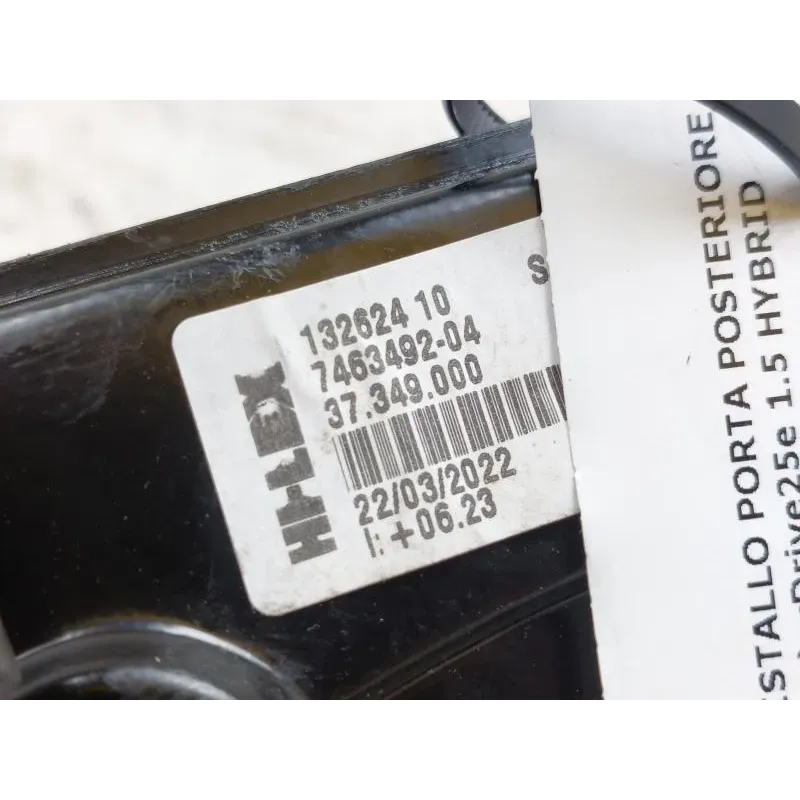 HI-LEX
132624 10
7463492-04
37.349.000
22/03/2022
I: +06.23
S
STALLO PORTA POSTERIORE
Drive25e 1.5 HYBRID